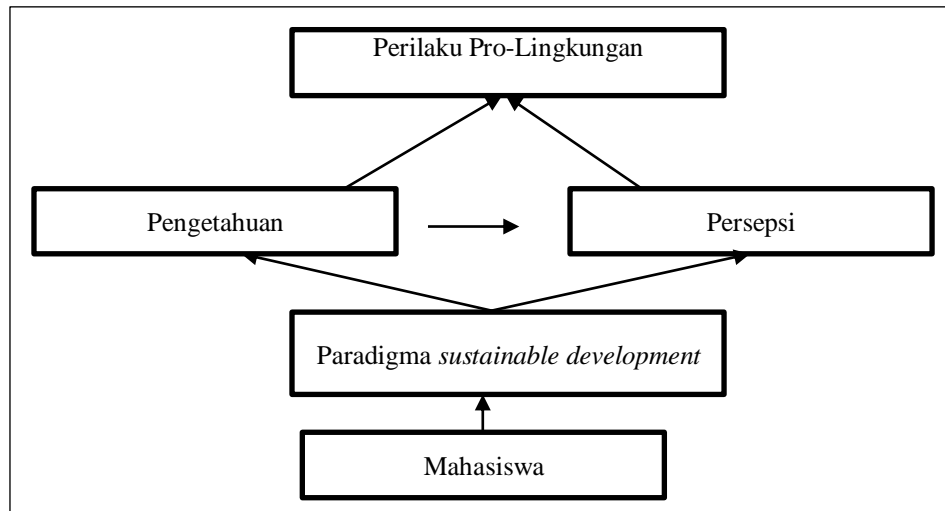 Perilaku Pro-Lingkungan
Pengetahuan
Persepsi
Paradigma sustainable development
Mahasiswa